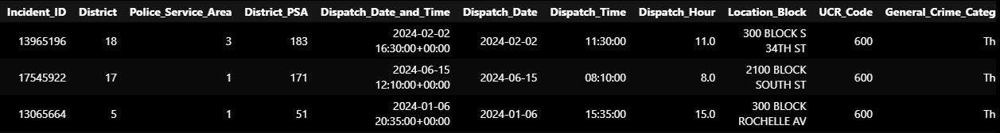 Incident_ID District Police_Service_Area District_PSA Dispatch_Date_and_Time Dispatch_Date Dispatch_Time Dispatch_Hour Location_Block UCR_Code General_Crime_Categ
13965196 18 3 183 2024-02-02 16:30:00+00:00 2024-02-02 11:30:00 11.0 300 BLOCK S 34TH ST 600 Th
17545922 17 1 171 2024-06-15 12:10:00+00:00 2024-06-15 08:10:00 8.0 2100 BLOCK SOUTH ST 600 Th
13065664 5 1 51 2024-01-06 20:35:00+00:00 2024-01-06 15:35:00 15.0 300 BLOCK ROCHELLE AV 600 Th